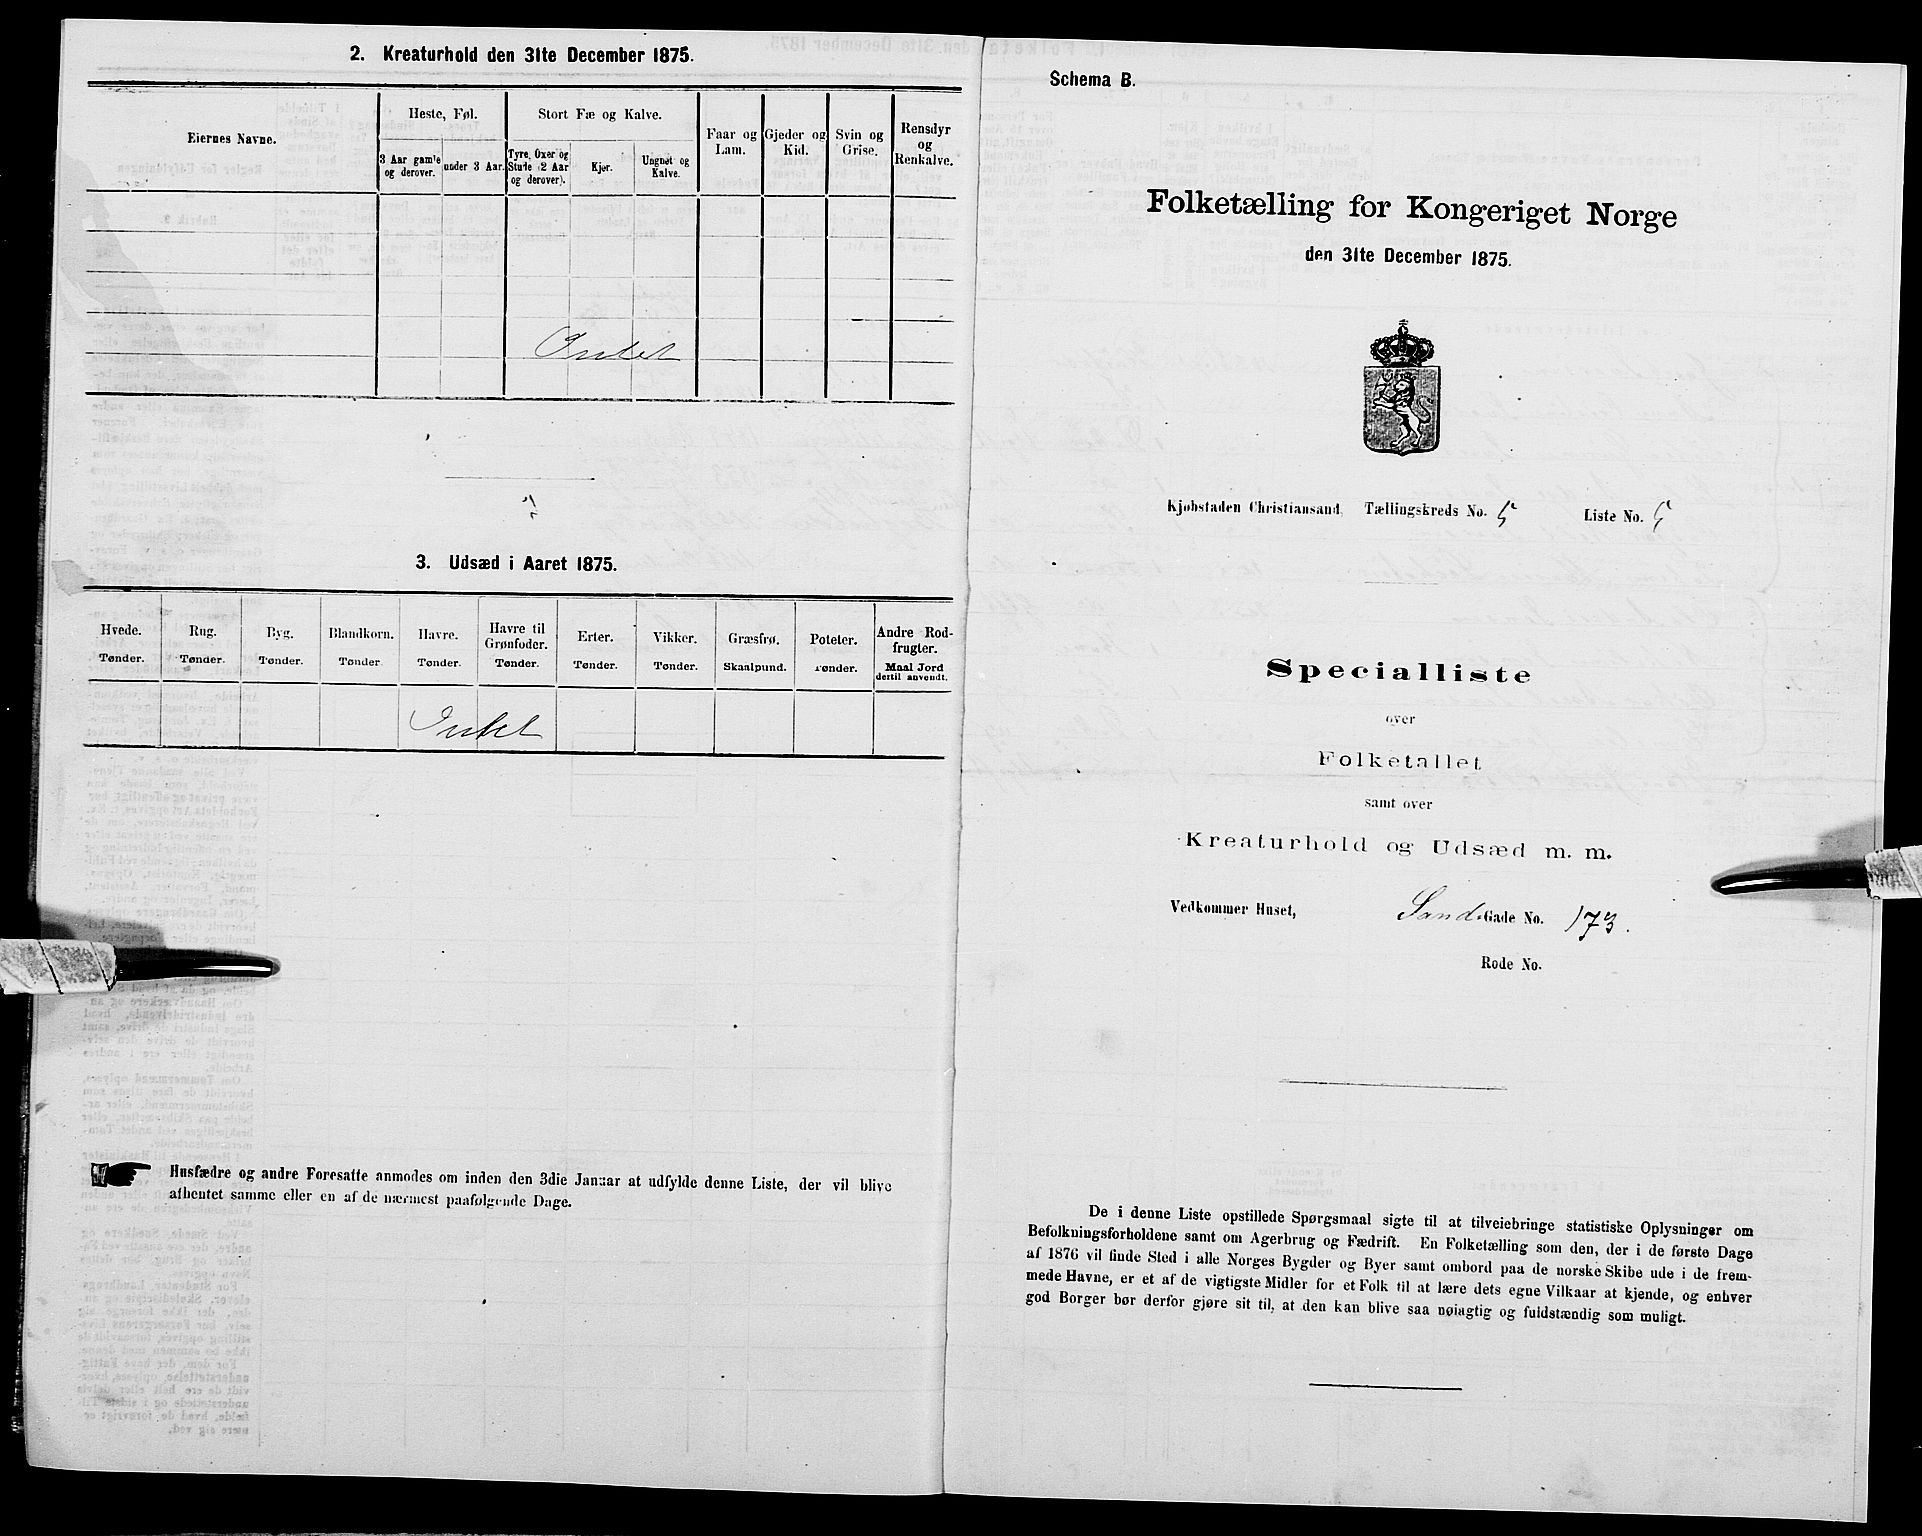 2. Kreaturhold den 31te December 1875.
Eiernes Navne.
Heste, Føl.
Stort Fæ og Kalve.
Faar og
Lam.
Gjeder og
Kid.
Svin og
Grise.
Rensdyr
og
Renkalve.
3 Aar gamle
og derover.
under 3 Aar.
Tyre, Oxer og
Stude (2 Aar
og derover).
Kjør.
Ungnøt og
Kalve.
Intet
3. Udsæd i Aaret 1875.
Hvede.
Tønder.
Rug.
Tønder.
Byg.
Tønder.
Blandkorn.
Tønder.
Havre.
Tønder.
Havre til
Grønfoder.
Tønder.
Erter.
Tønder.
Vikker.
Tønder.
Græsfrø.
Skaalpund.
Poteter.
Tønder.
Andre Rod-
frugter.
Maal Jord
dertil anvendt.
Intet
Husfædre og andre Foresatte anmodes om inden den 3die Januar at udfylde denne Liste, der vil blive
afhentet samme eller en af de nærmest paafølgende Dage.
Schema B.
Folketælling for Kongeriget Norge
den 31te December 1875.
Kjøbstaden Christiansand. Tællingskreds No. 5 Liste No. 5
Specialliste
over
Folketallet
samt over
Kreaturhold og Udsæd m. m.
Vedkommer Huset, Sand Gade No. 173.
Rode No.
De i denne Liste opstillede Spørgsmaal sigte til at tilveiebringe statistiske Oplysninger om
Befolkningsforholdene samt om Agerbrug og Fædrift. En Folketælling som den, der i de første Dage
af 1876 vil finde Sted i alle Norges Bygder og Byer samt ombord paa de norske Skibe ude i de frem-
mede Havne, er et af de vigtigste Midler for et Folk til at lære dets egne Vilkaar at kjende, og enhver
god Borger bør derfor gjøre sit til, at den kan blive saa nøiagtig og fuldstændig som muligt.